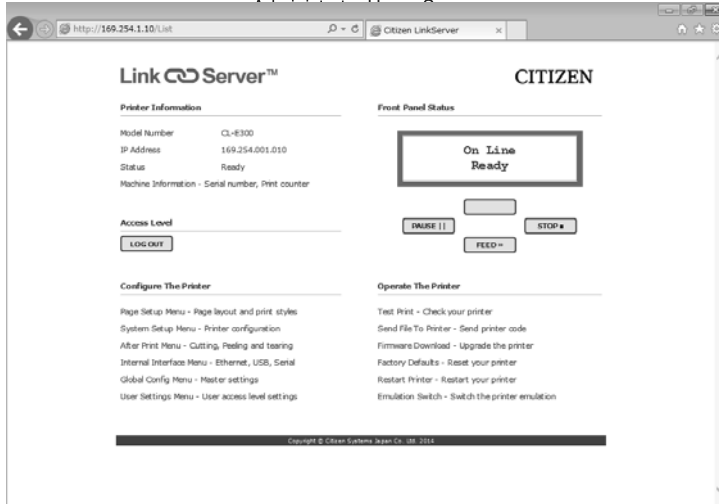 http://169.254.1.10/List
Citizen LinkServer
Link Server™
CITIZEN
Printer Information
Model Number CL-E300
IP Address 169.254.001.010
Status Ready
Machine Information - Serial number, Print counter
Access Level
LOG OUT
Front Panel Status
On Line
Ready
PAUSE ||
STOP ■
FEED
Configure The Printer
Page Setup Menu - Page layout and print styles
System Setup Menu - Printer configuration
After Print Menu - Cutting, Peeling and tearing
Internal Interface Menu - Ethernet, USB, Serial
Global Config Menu - Master settings
User Settings Menu - User access level settings
Operate The Printer
Test Print - Check your printer
Send File To Printer - Send printer code
Firmware Download - Upgrade the printer
Factory Defaults - Reset your printer
Restart Printer - Restart your printer
Emulation Switch - Switch the printer emulation
Copyright © Citizen Systems Japan Co. Ltd. 2014